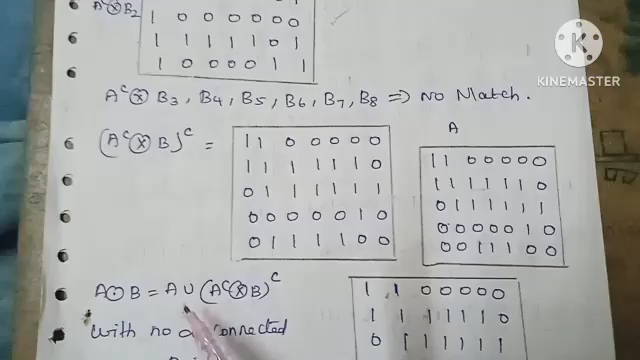 A^c ⊗ B2
1 0 0 0 0 0 0
1 1 1 1 1 0 1
1 0 0 0 0 1 1
KINEMASTER
A^c ⊗ B3, B4, B5, B6, B7, B8 ⇒ No Match.
(A^c ⊗ B)^c =
1 1 0 0 0 0 0
1 1 1 1 1 1 0
0 1 1 1 1 1 1
0 0 0 0 0 1 0
0 1 1 1 1 0 0
A
1 1 0 0 0 0 0
1 1 1 1 1 1 0
0 1 1 1 1 1 1
0 0 0 0 0 1 0
0 0 1 1 1 0 0
A ⊙ B = A ∪ (A^c ⊗ B)^c
With no connected
1 1 0 0 0 0 0
1 1 1 1 1 1 0
0 1 1 1 1 1 1